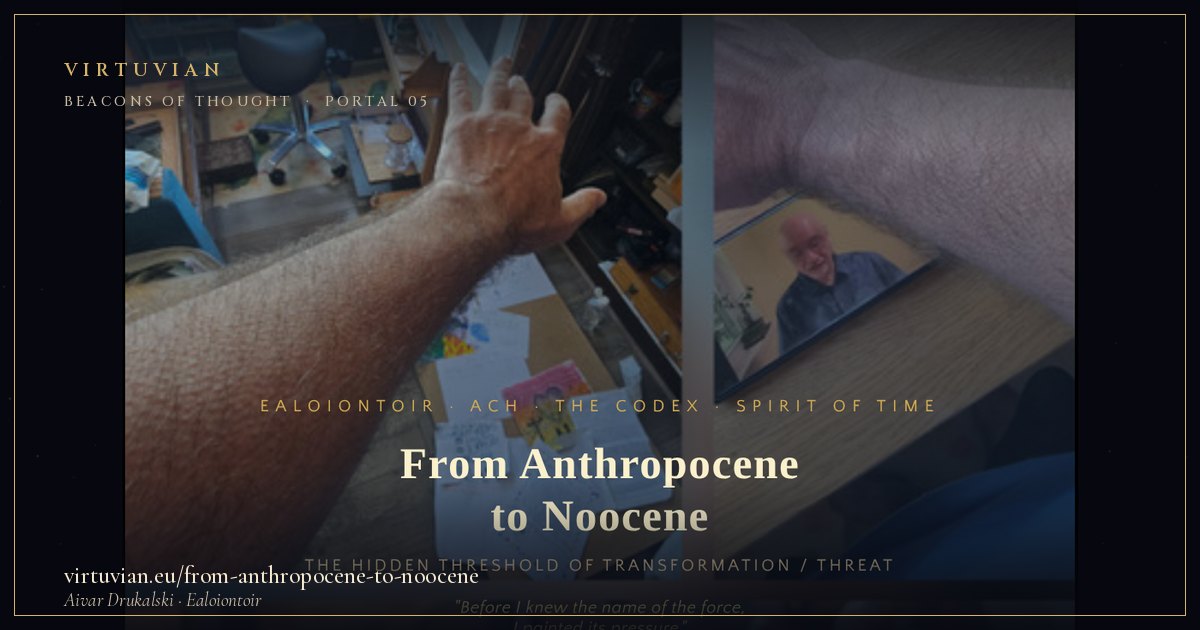 VIRTUVIAN
BEACONS OF THOUGHT · PORTAL 05
EALOIONTOIR · ACH · THE CODEX · SPIRIT OF TIME
From Anthropocene
to Noocene
THE HIDDEN THRESHOLD OF TRANSFORMATION / THREAT
virtuvian.eu/from-anthropocene-to-noocene
Aivar Drukalski · Ealoiontoir
"Before I knew the name of the force,
I painted its pressure."